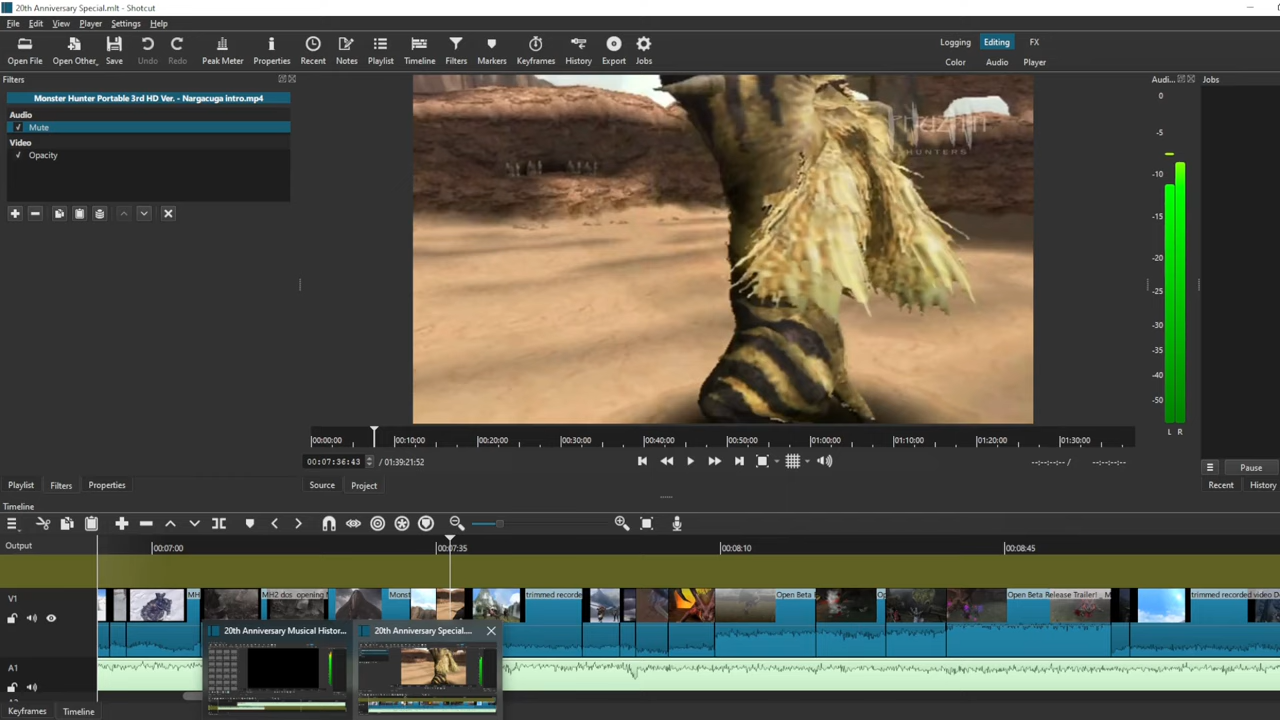 20th Anniversary Special.mlt - Shotcut
File Edit View Player Settings Help
Open File Open Other... Save Undo Redo Peak Meter Properties Recent Notes Playlist Timeline Filters Markers Keyframes History Export Jobs
Logging Editing FX
Color Audio Player
Filters
Audi...
Jobs
Monster Hunter Portable 3rd HD Ver. - Nargacuga intro.mp4
Audio
Mute
Video
Opacity
HUNTERS
0
-5
-10
-15
-20
-25
-30
-35
-40
-50
L R
00:00:00 00:10:00 00:20:00 00:30:00 00:40:00 00:50:00 01:00:00 01:10:00 01:20:00 01:30:00
00:07:36:43 / 01:39:21:52
--:--:--:-- / --:--:--:--
Pause
Playlist Filters Properties
Source Project
Recent History
Timeline
Output
00:07:00 00:07:35 00:08:10 00:08:45
V1
MH MH2 dos opening Monst trimmed recorde Open Beta Op Open Beta Release Trailer! _ M trimmed recorded video D
20th Anniversary Musical Histor...
20th Anniversary Special....
A1
Keyframes Timeline